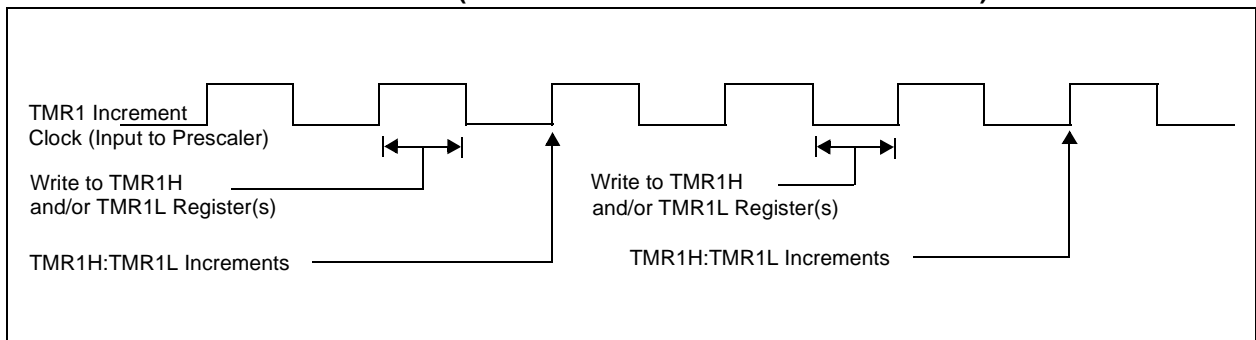 TMR1 Increment
Clock (Input to Prescaler)
Write to TMR1H
and/or TMR1L Register(s)
TMR1H:TMR1L Increments
Write to TMR1H
and/or TMR1L Register(s)
TMR1H:TMR1L Increments